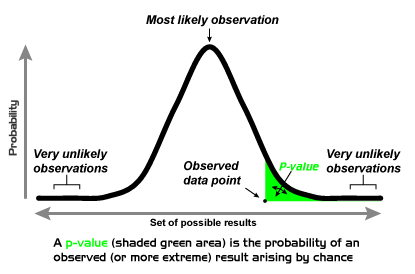 Most likely observation
Probability
Very unlikely
observations
Observed
data point
P-value
Very unlikely
observations
Set of possible results
A p-value (shaded green area) is the probability of an
observed (or more extreme) result arising by chance